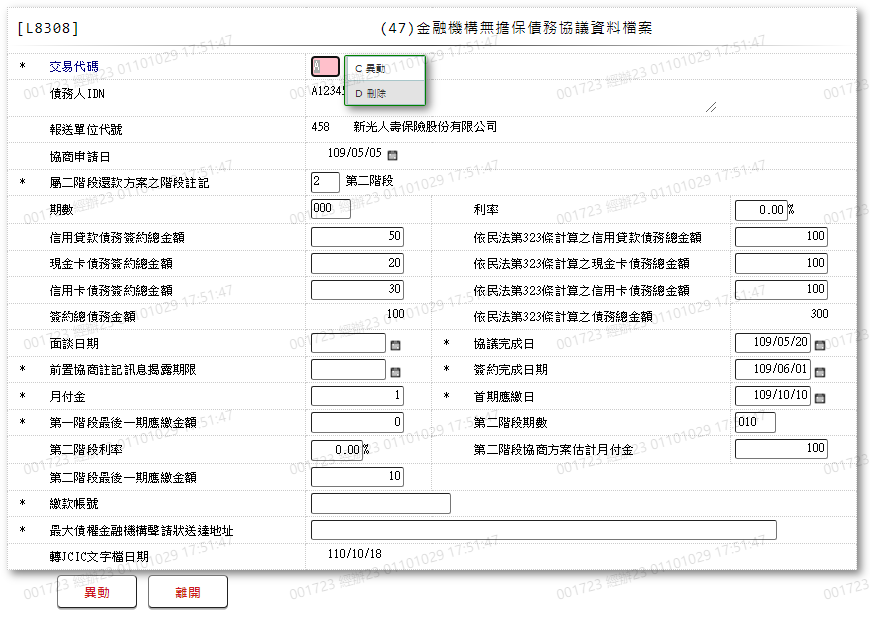 [L8308] (47)金融機構無擔保債務協議資料檔案
* 交易代碼 C 異動
債務人IDN A1234 D 刪除
報送單位代號 458 新光人壽保險股份有限公司
協商申請日 109/05/05
* 屬二階段還款方案之階段註記 2 第二階段
期數 000 利率 0.00 %
信用貸款債務簽約總金額 50 依民法第323條計算之信用貸款債務總金額 100
現金卡債務簽約總金額 20 依民法第323條計算之現金卡債務總金額 100
信用卡債務簽約總金額 30 依民法第323條計算之信用卡債務總金額 100
簽約總債務金額 100 依民法第323條計算之債務總金額 300
面談日期 * 協議完成日 109/05/20
* 前置協商註記訊息揭露期限 * 簽約完成日期 109/06/01
* 月付金 1 * 首期應繳日 109/10/10
* 第一階段最後一期應繳金額 0 第二階段期數 010
第二階段利率 0.00 % 第二階段協商方案估計月付金 100
第二階段最後一期應繳金額 10
* 繳款帳號
* 最大債權金融機構聲請狀送達地址
轉JCIC文字檔日期 110/10/18
異動 離開
001723 經辦23 01101029 17:51:47